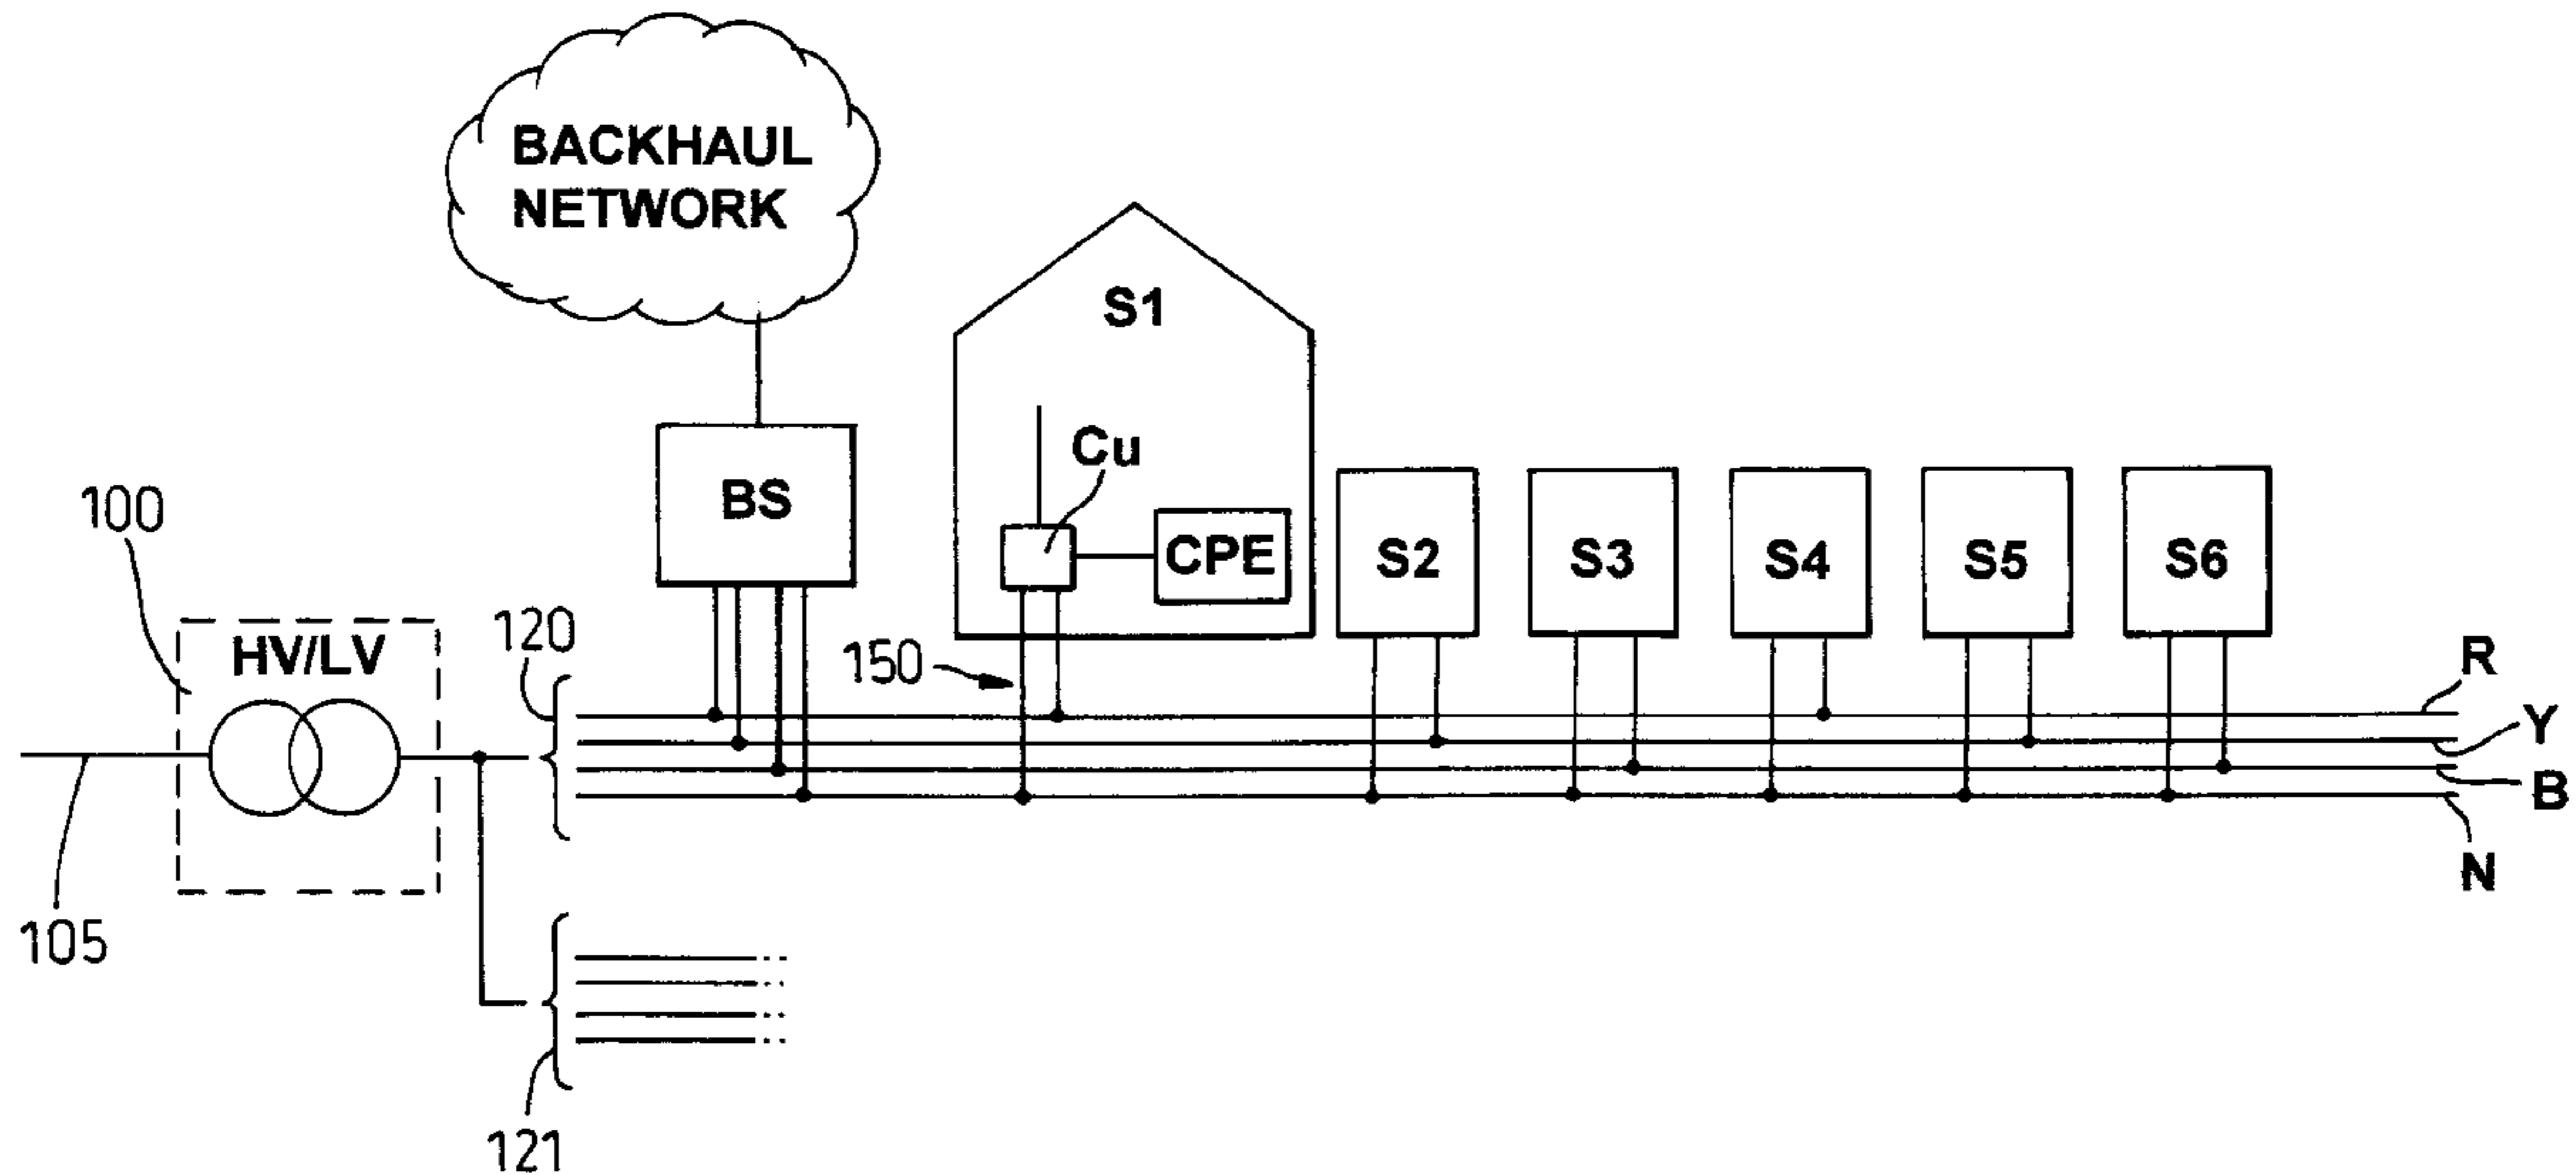 BACKHAUL
NETWORK
S1
Cu
100
BS
CPE
S2
S3
S4
S5
S6
120
HV/LV
150
R
Y
B
N
105
121